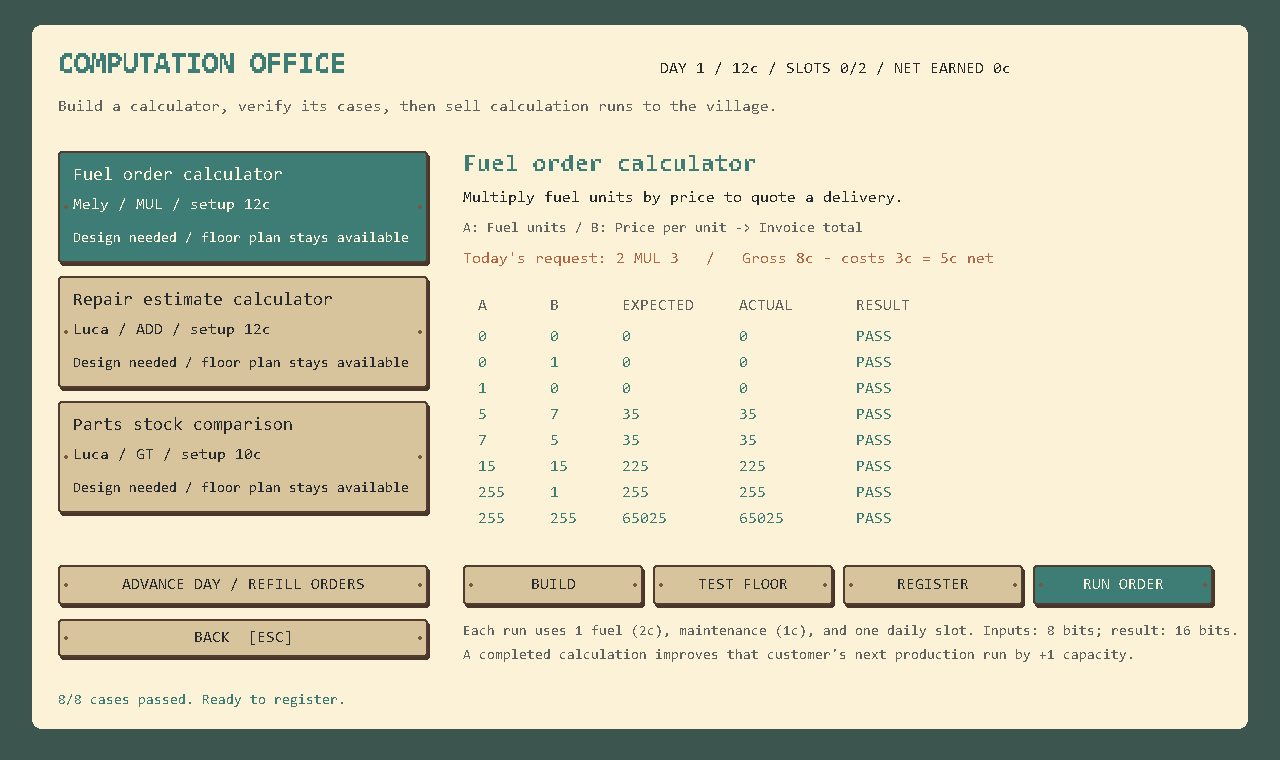 COMPUTATION OFFICE
DAY 1 / 12c / SLOTS 0/2 / NET EARNED 0c
Build a calculator, verify its cases, then sell calculation runs to the village.
Fuel order calculator
Mely / MUL / setup 12c
Design needed / floor plan stays available
Repair estimate calculator
Luca / ADD / setup 12c
Design needed / floor plan stays available
Parts stock comparison
Luca / GT / setup 10c
Design needed / floor plan stays available
Fuel order calculator
Multiply fuel units by price to quote a delivery.
A: Fuel units / B: Price per unit -> Invoice total
Today's request: 2 MUL 3 / Gross 8c - costs 3c = 5c net
A B EXPECTED ACTUAL RESULT
0 0 0 0 PASS
0 1 0 0 PASS
1 0 0 0 PASS
5 7 35 35 PASS
7 5 35 35 PASS
15 15 225 225 PASS
255 1 255 255 PASS
255 255 65025 65025 PASS
ADVANCE DAY / REFILL ORDERS
BUILD
TEST FLOOR
REGISTER
RUN ORDER
BACK [ESC]
Each run uses 1 fuel (2c), maintenance (1c), and one daily slot. Inputs: 8 bits; result: 16 bits.
A completed calculation improves that customer's next production run by +1 capacity.
8/8 cases passed. Ready to register.